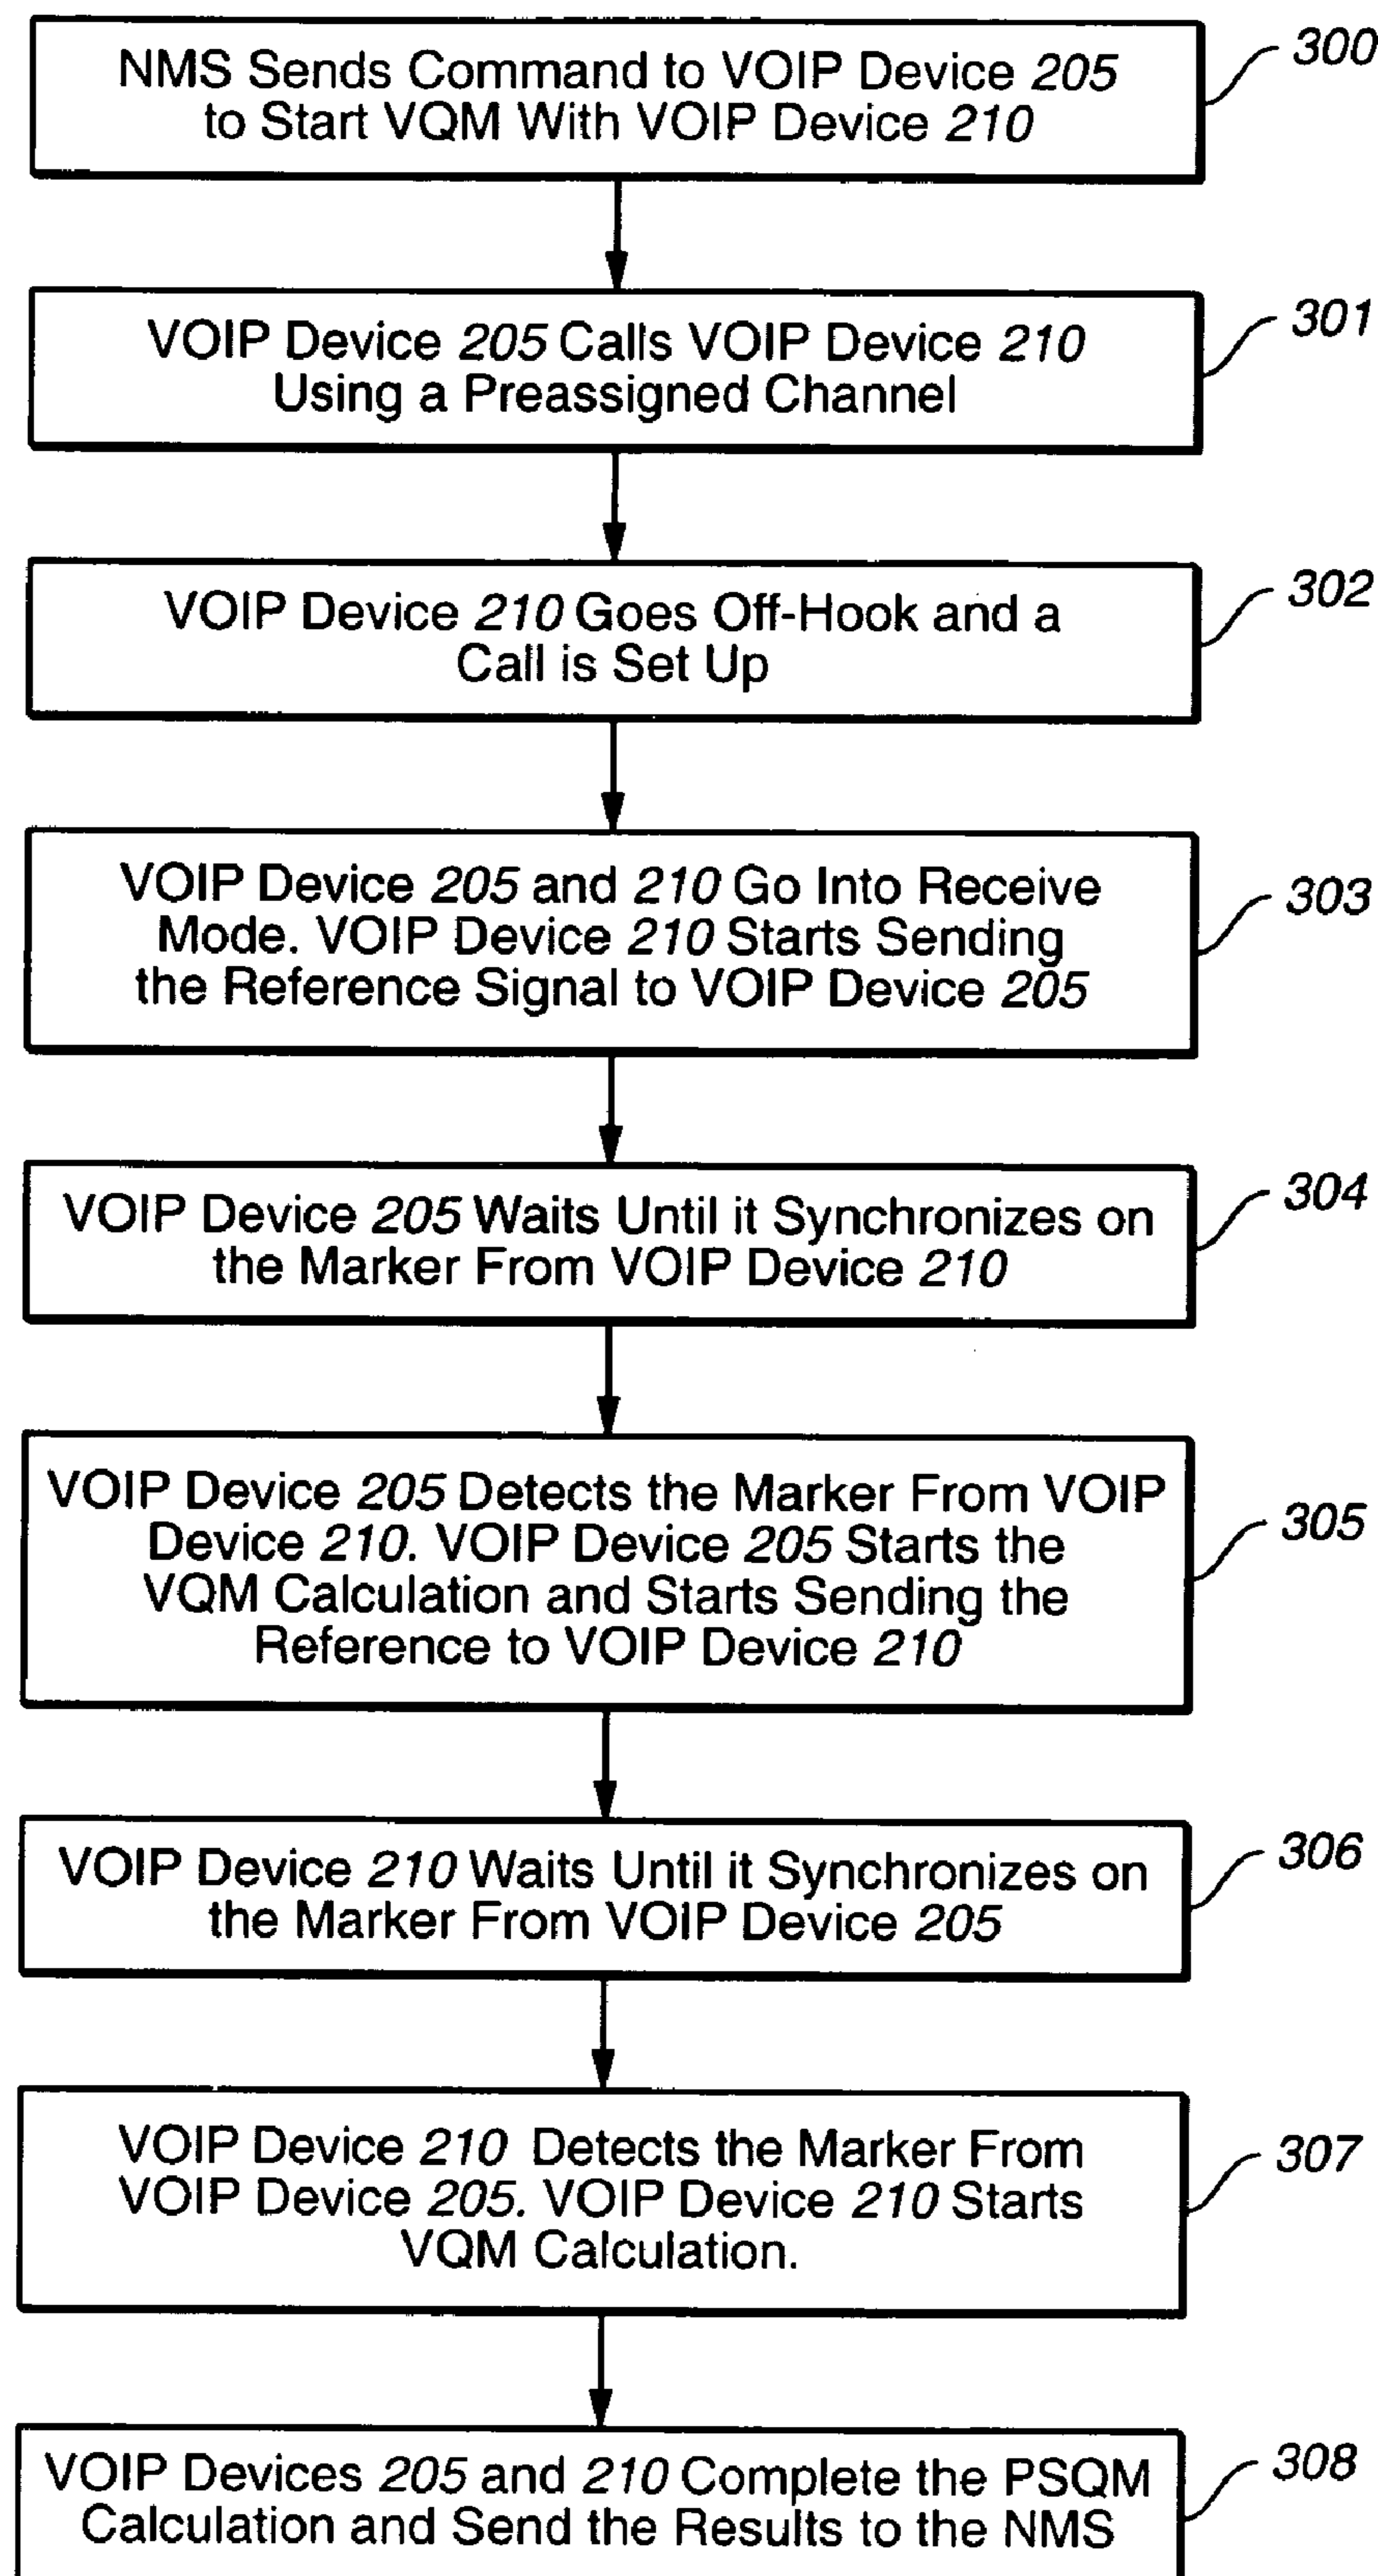 NMS Sends Command to VOIP Device 205
to Start VQM With VOIP Device 210
300
VOIP Device 205 Calls VOIP Device 210
Using a Preassigned Channel
301
VOIP Device 210 Goes Off-Hook and a
Call is Set Up
302
VOIP Device 205 and 210 Go Into Receive
Mode. VOIP Device 210 Starts Sending
the Reference Signal to VOIP Device 205
303
VOIP Device 205 Waits Until it Synchronizes on
the Marker From VOIP Device 210
304
VOIP Device 205 Detects the Marker From VOIP
Device 210. VOIP Device 205 Starts the
VQM Calculation and Starts Sending the
Reference to VOIP Device 210
305
VOIP Device 210 Waits Until it Synchronizes on
the Marker From VOIP Device 205
306
VOIP Device 210 Detects the Marker From
VOIP Device 205. VOIP Device 210 Starts
VQM Calculation.
307
VOIP Devices 205 and 210 Complete the PSQM
Calculation and Send the Results to the NMS
308